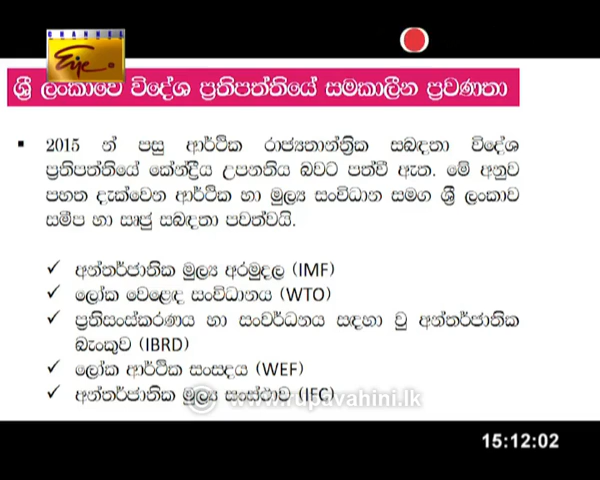 CHANNEL
Eye
ශ්‍රී ලංකාවේ විදේශ ප්‍රතිපත්තියේ සමකාලීන ප්‍රවණතා
▪ 2015 න් පසු ආර්ථික රාජ්‍යතාන්ත්‍රික සබඳතා විදේශ
ප්‍රතිපත්තියේ කේන්ද්‍රීය උපනතිය බවට පත්වී ඇත. මේ අනුව
පහත දැක්වෙන ආර්ථික හා මූල්‍ය සංවිධාන සමග ශ්‍රී ලංකාව
සමීප හා සෘජු සබඳතා පවත්වයි.
✓ අන්තර්ජාතික මූල්‍ය අරමුදල (IMF)
✓ ලෝක වෙළෙඳ සංවිධානය (WTO)
✓ ප්‍රතිසංස්කරණය හා සංවර්ධනය සඳහා වූ අන්තර්ජාතික
බැංකුව (IBRD)
✓ ලෝක ආර්ථික සංසදය (WEF)
✓ අන්තර්ජාතික මූල්‍ය සංස්ථාව (IFC)
www.rupavahini.lk
15:12:02